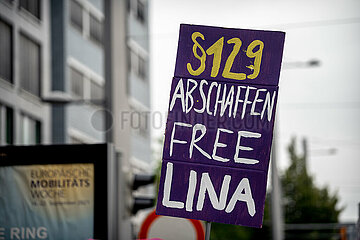 §129
ABSCHAFFEN
FREE
LINA
EUROPÄISCHE
MOBILITÄTS
WOCHE
RING